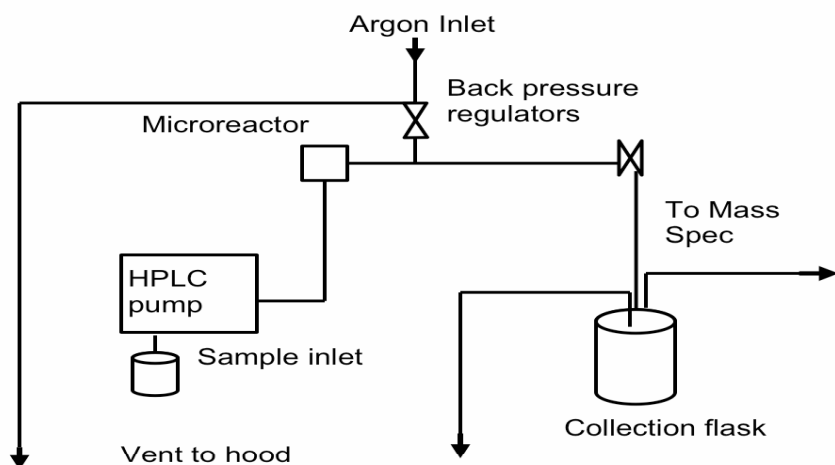 Argon Inlet
Back pressure
regulators
Microreactor
To Mass
Spec
HPLC
pump
Sample inlet
Collection flask
Vent to hood